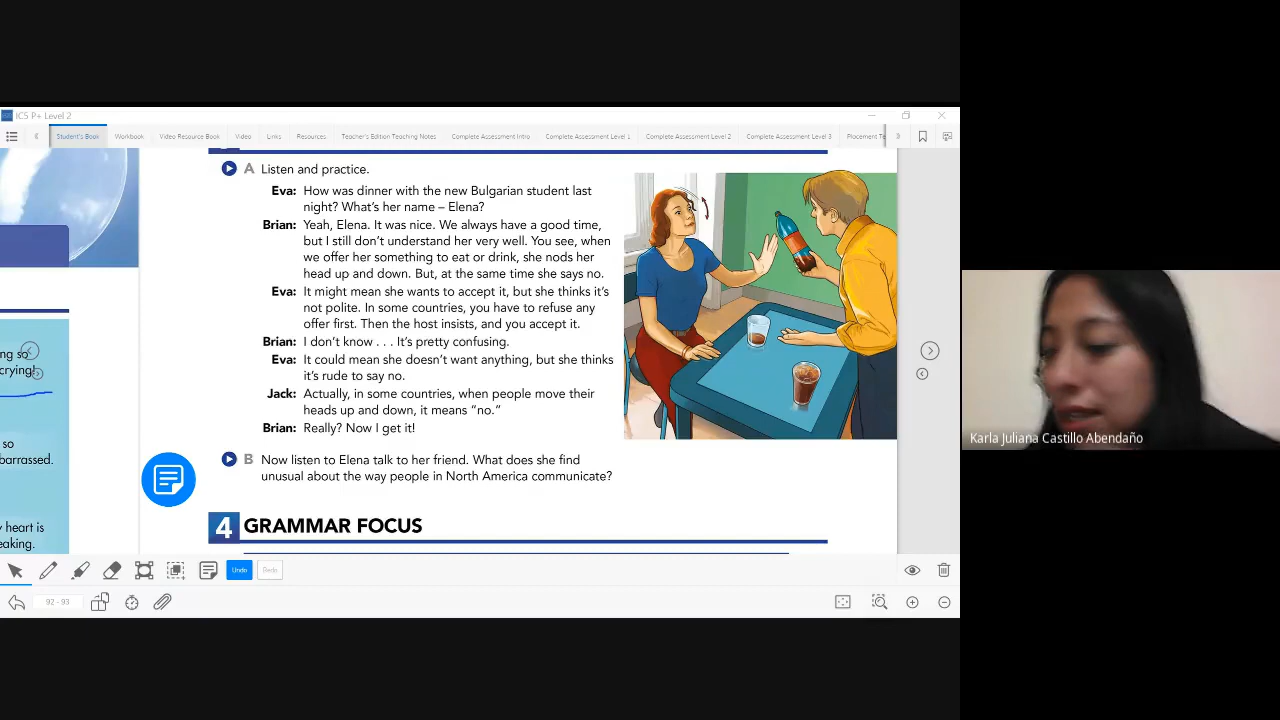 IC5 P+ Level 2
Student's Book
Workbook
Video Resource Book
Video
Links
Resources
Teacher's Edition Teaching Notes
Complete Assessment Intro
Complete Assessment Level 1
Complete Assessment Level 2
Complete Assessment Level 3
A Listen and practice.
Eva: How was dinner with the new Bulgarian student last
night? What's her name – Elena?
Brian: Yeah, Elena. It was nice. We always have a good time,
but I still don't understand her very well. You see, when
we offer her something to eat or drink, she nods her
head up and down. But, at the same time she says no.
Eva: It might mean she wants to accept it, but she thinks it's
not polite. In some countries, you have to refuse any
offer first. Then the host insists, and you accept it.
Brian: I don't know . . . It's pretty confusing.
Eva: It could mean she doesn't want anything, but she thinks
it's rude to say no.
Jack: Actually, in some countries, when people move their
heads up and down, it means "no."
Brian: Really? Now I get it!
B Now listen to Elena talk to her friend. What does she find
unusual about the way people in North America communicate?
4 GRAMMAR FOCUS
so
crying!
so
heart is
Undo
Redo
92 - 93
Karla Juliana Castillo Abendaño